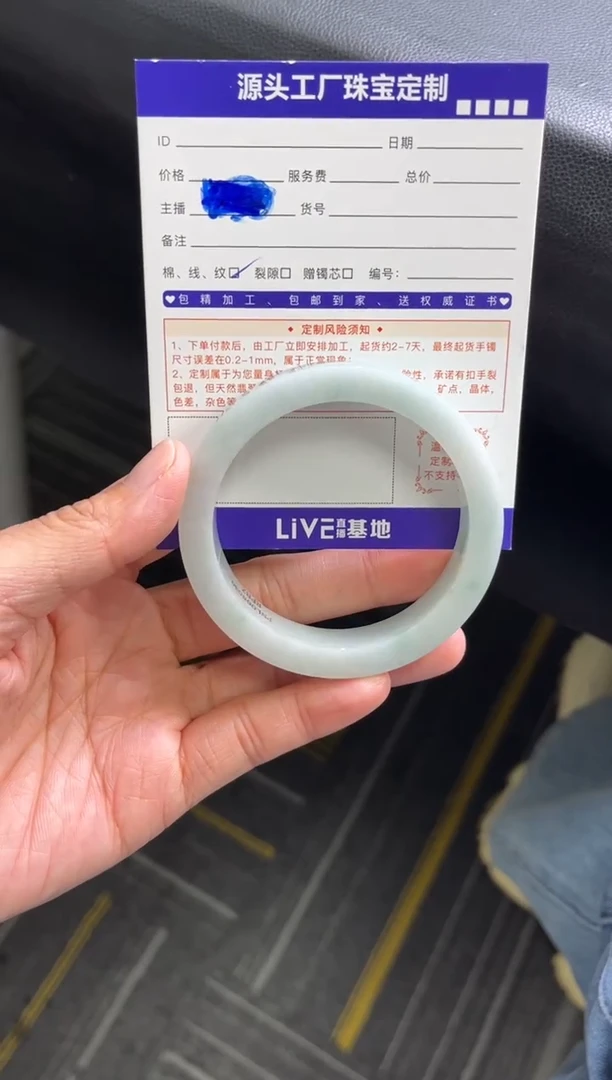 源头工厂珠宝定制
ID 日期
价格 服务费 总价
主播 货号
备注
棉、线、纹☑ 裂隙□ 赠镯芯□ 编号：
♥包精加工、包邮到家、送权威证书♥
◆ 定制风险须知 ◆
1、下单付款后，由工厂立即安排加工，起货约2-7天，最终起货手镯
尺寸误差在0.2-1mm，属于正常现象；
2、定制属于为您量身 性，承诺有扣手裂
包退，但天然翡翠 矿点、晶体，
色差，杂色等
温
定制
不支持
LiVE直播基地